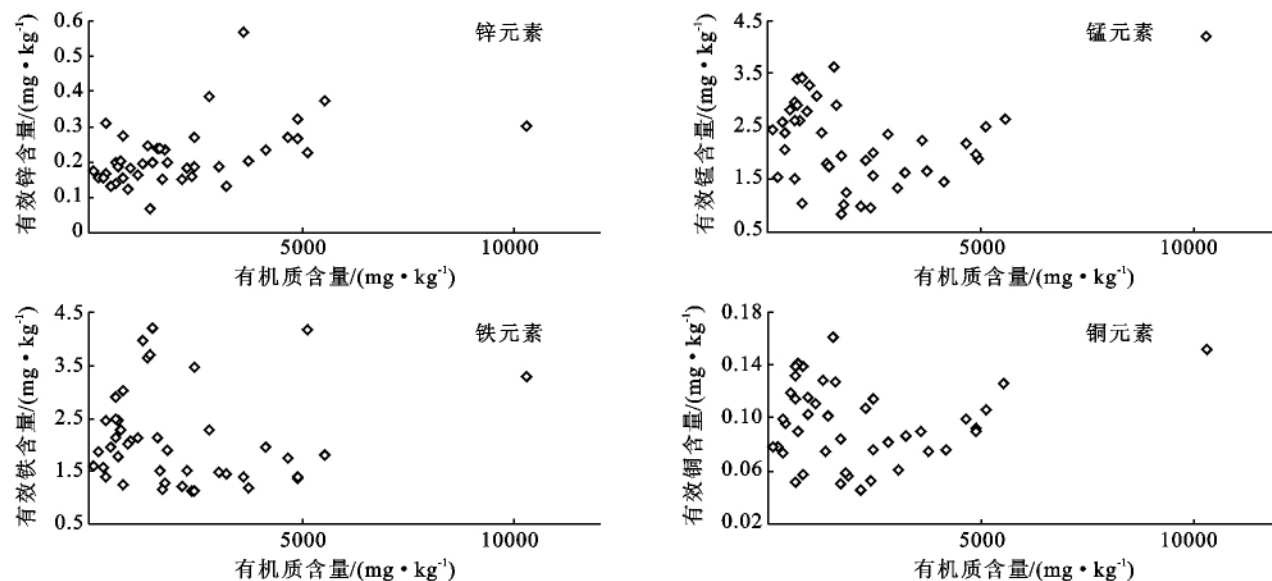 有效锌含量/(mg·kg⁻¹)
0.6
0.5
0.4
0.3
0.2
0.1
0
锌元素
5000
10000
有机质含量/(mg·kg⁻¹)
有效锰含量/(mg·kg⁻¹)
4.5
3.5
2.5
1.5
0.5
锰元素
5000
10000
有机质含量/(mg·kg⁻¹)
有效铁含量/(mg·kg⁻¹)
4.5
3.5
2.5
1.5
0.5
铁元素
5000
10000
有机质含量/(mg·kg⁻¹)
有效铜含量/(mg·kg⁻¹)
0.18
0.14
0.10
0.06
0.02
铜元素
5000
10000
有机质含量/(mg·kg⁻¹)